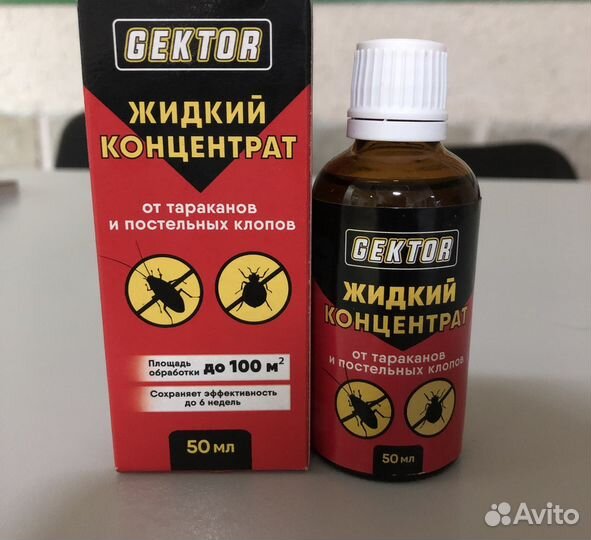 GEKTOR
ЖИДКИЙ
КОНЦЕНТРАТ
от тараканов
и постельных клопов
Площадь
обработки до 100 м²
Сохраняет эффективность
до 6 недель
50 мл
GEKTOR
ЖИДКИЙ
КОНЦЕНТРАТ
от тараканов
и постельных клопов
50 мл
Avito